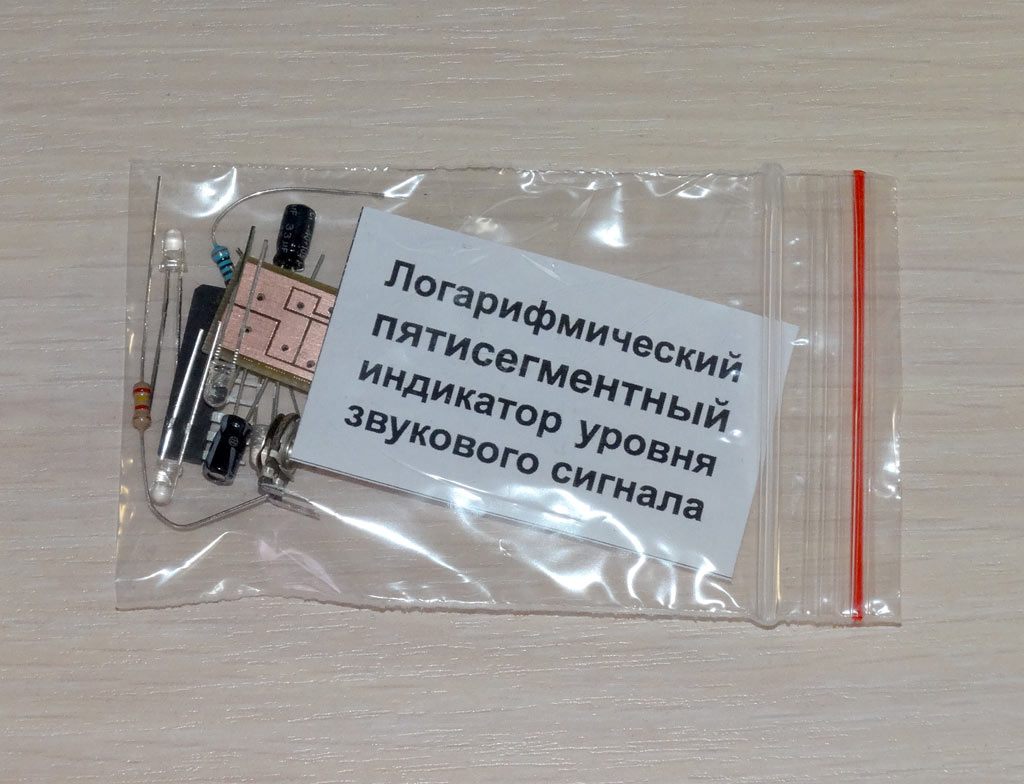 Логарифмический
пятисегментный
индикатор уровня
звукового сигнала